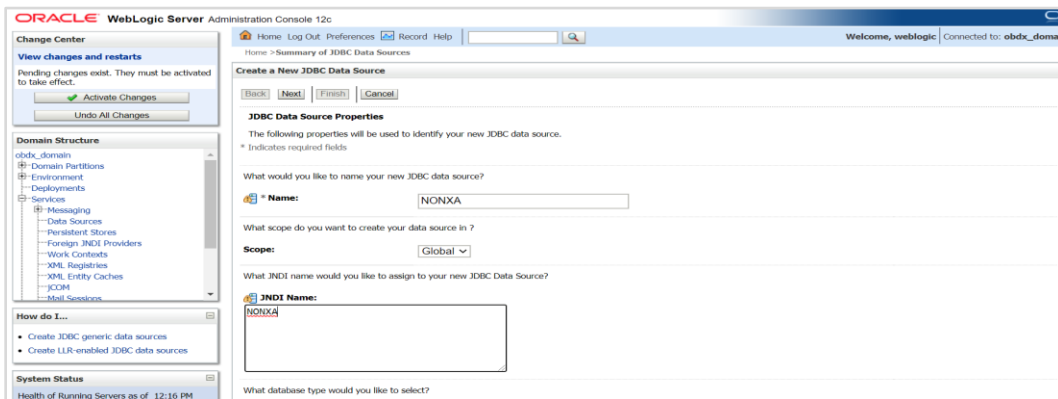 ORACLE WebLogic Server Administration Console 12c
Change Center
View changes and restarts
Pending changes exist. They must be activated
to take effect.
Activate Changes
Undo All Changes
Domain Structure
obdx_domain
Domain Partitions
Environment
Deployments
Services
Messaging
Data Sources
Persistent Stores
Foreign JNDI Providers
Work Contexts
XML Registries
XML Entity Caches
jCOM
Mail Sessions
How do I...
Create JDBC generic data sources
Create LLR-enabled JDBC data sources
System Status
Health of Running Servers as of 12:16 PM
Home Log Out Preferences Record Help
Welcome, weblogic Connected to: obdx_doma
Home >Summary of JDBC Data Sources
Create a New JDBC Data Source
Back Next Finish Cancel
JDBC Data Source Properties
The following properties will be used to identify your new JDBC data source.
* Indicates required fields
What would you like to name your new JDBC data source?
* Name: NONXA
What scope do you want to create your data source in ?
Scope: Global
What JNDI name would you like to assign to your new JDBC Data Source?
JNDI Name:
NONXA
What database type would you like to select?